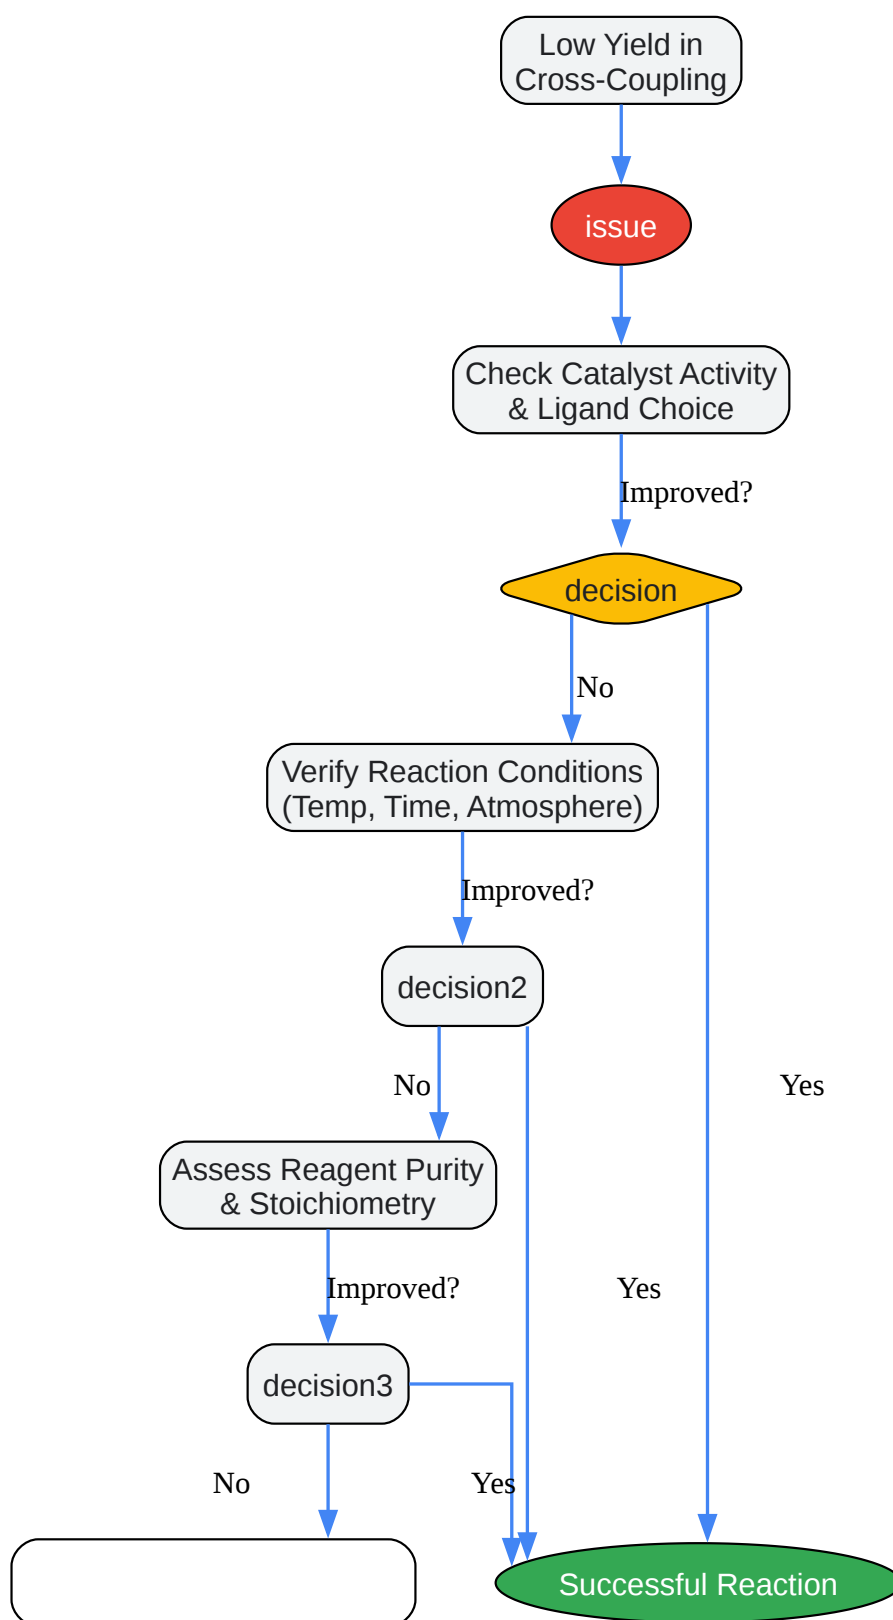 Low Yield in
Cross-Coupling
issue
Check Catalyst Activity
& Ligand Choice
Improved?
decision
No
Verify Reaction Conditions
(Temp, Time, Atmosphere)
Improved?
decision2
No
Yes
Assess Reagent Purity
& Stoichiometry
Improved?
Yes
decision3
No
Yes
Successful Reaction